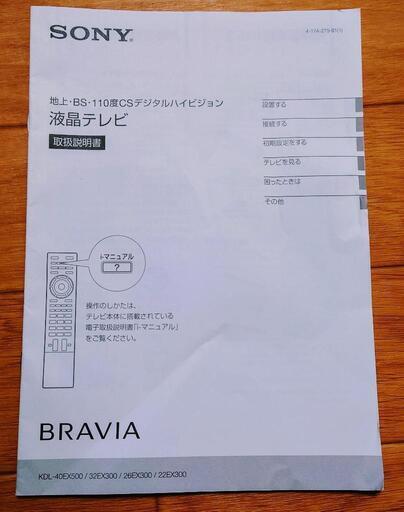 SONY
4-174-279-01(1)
地上・BS・110度CSデジタルハイビジョン
液晶テレビ
取扱説明書
設置する
接続する
初期設定をする
テレビを見る
困ったときは
その他
i-マニュアル
?
操作のしかたは、
テレビ本体に搭載されている
電子取扱説明書「i-マニュアル」
をご覧ください。
BRAVIA
KDL-40EX500 / 32EX300 / 26EX300 / 22EX300